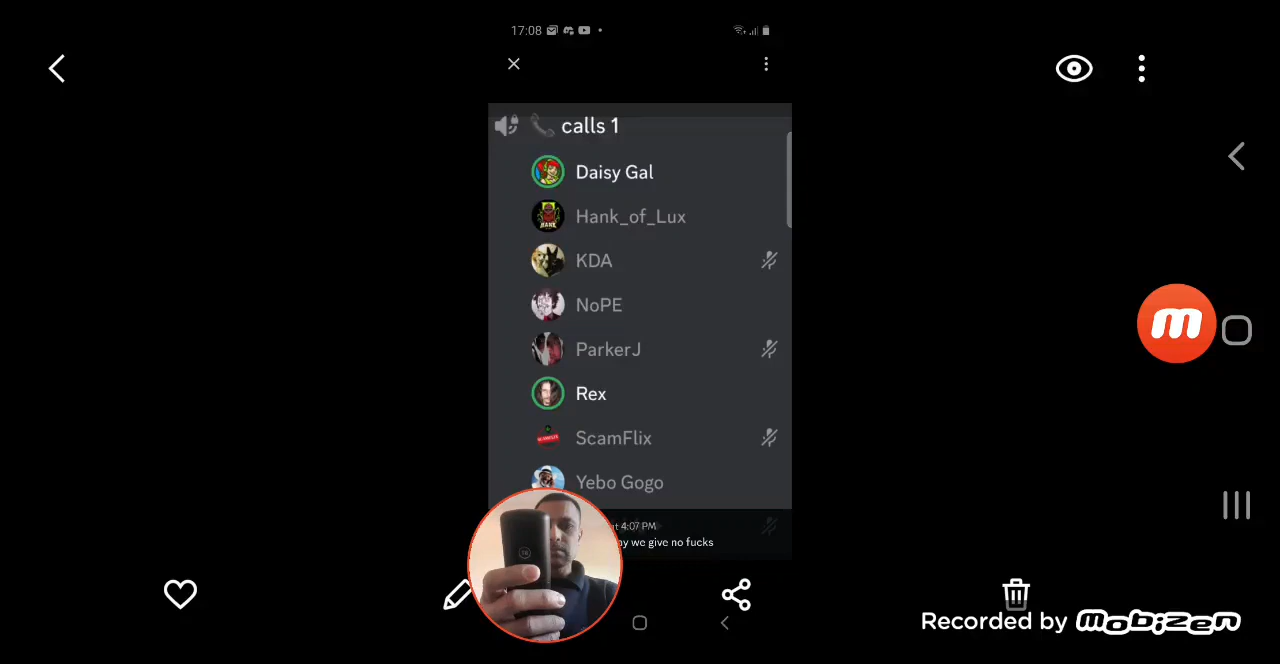 17:08
calls 1
Daisy Gal
Hank_of_Lux
KDA
NoPE
ParkerJ
Rex
ScamFlix
Yebo Gogo
at 4:07 PM
we give no fucks
m
Recorded by mobizen